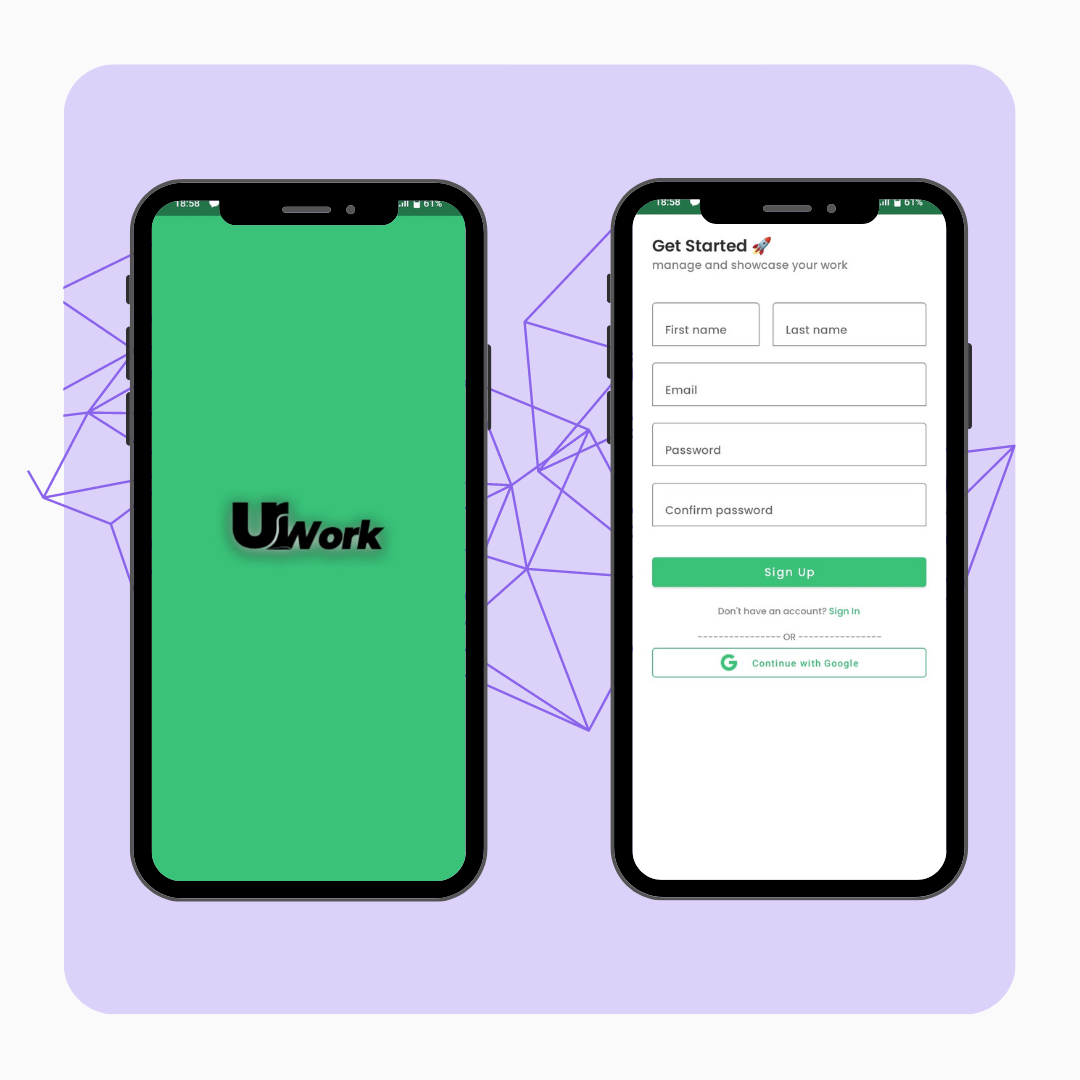 18:58
61%
UrWork
18:58
61%
Get Started 🚀
manage and showcase your work
First name
Last name
Email
Password
Confirm password
Sign Up
Don't have an account? Sign In
---------------- OR ----------------
G Continue with Google